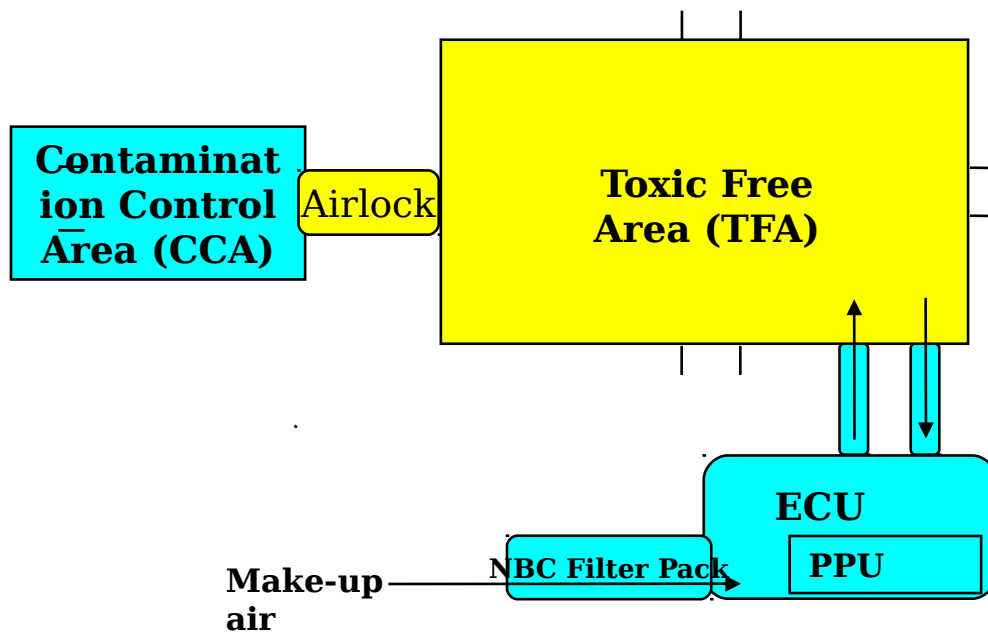 Contaminat
ion Control
Area (CCA)
Airlock
Toxic Free
Area (TFA)
ECU
NBC Filter Pack
PPU
Make-up
air